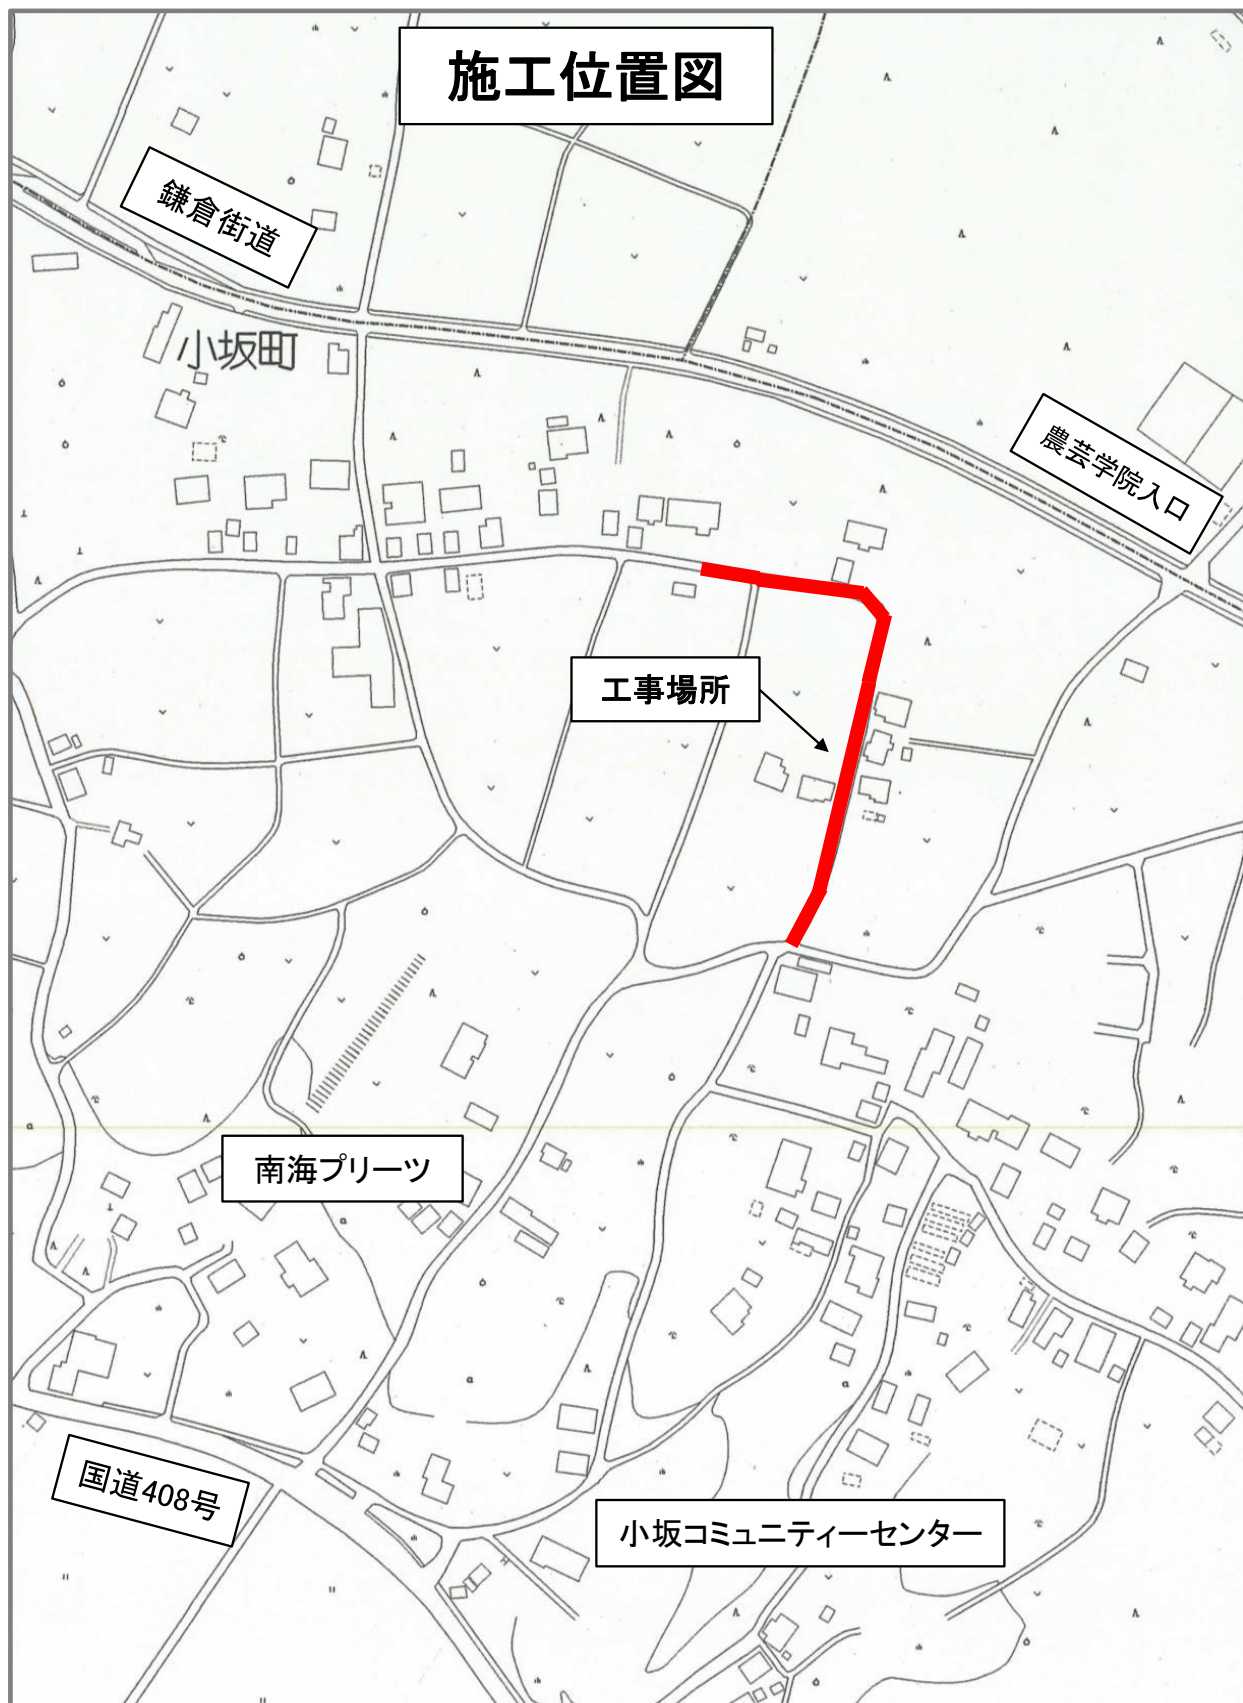 施工位置図
鎌倉街道
小坂町
農芸学院入口
工事場所
南海プリーツ
国道408号
小坂コミュニティーセンター